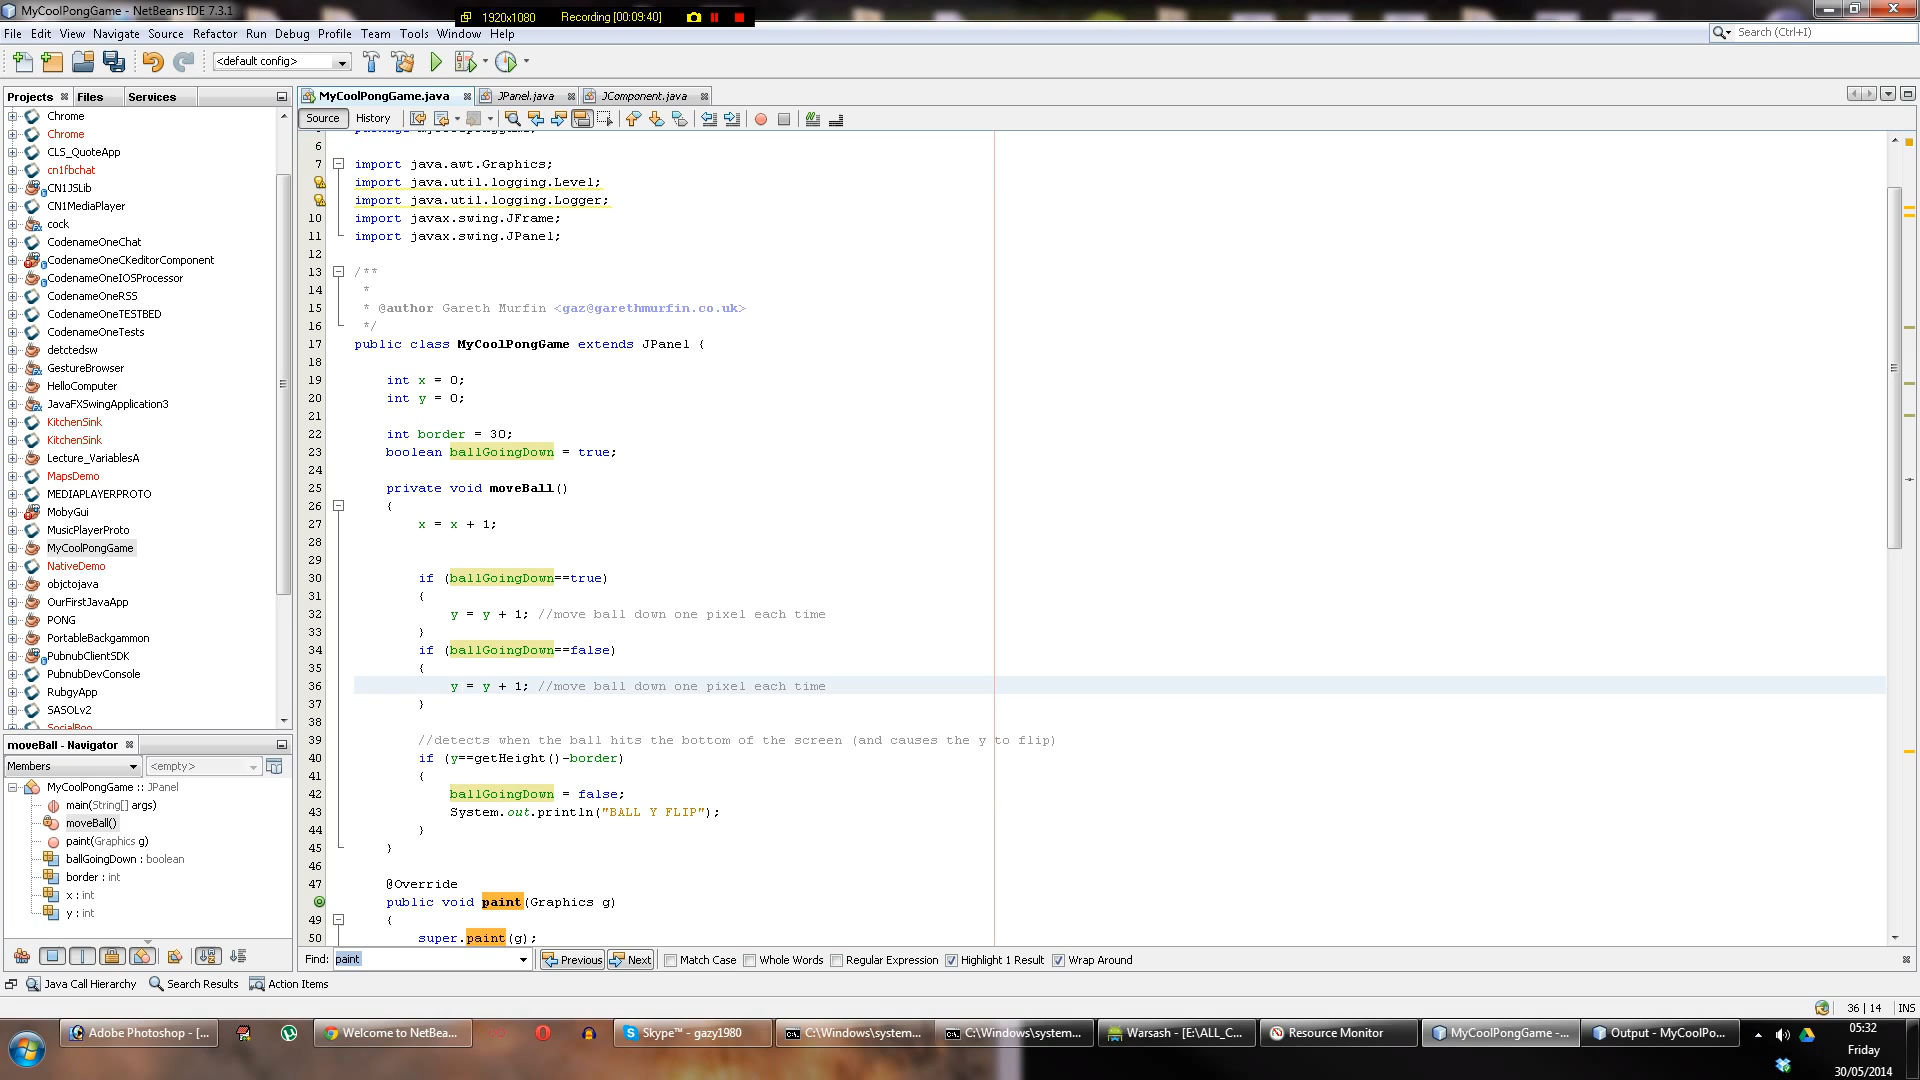 MyCoolPongGame - NetBeans IDE 7.3.1
1920x1080 Recording [00:09:40]
File Edit View Navigate Source Refactor Run Debug Profile Team Tools Window Help
Search (Ctrl+I)
<default config>
Projects Files Services
MyCoolPongGame.java JPanel.java JComponent.java
Source History
Chrome
Chrome
CLS_QuoteApp
cn1fbchat
CN1JSLib
CN1MediaPlayer
cock
CodenameOneChat
CodenameOneCKeditorComponent
CodenameOneIOSProcessor
CodenameOneRSS
CodenameOneTESTBED
CodenameOneTests
detctedsw
GestureBrowser
HelloComputer
JavaFXSwingApplication3
KitchenSink
KitchenSink
Lecture_VariablesA
MapsDemo
MEDIAPLAYERPROTO
MobyGui
MusicPlayerProto
MyCoolPongGame
NativeDemo
objctojava
OurFirstJavaApp
PONG
PortableBackgammon
PubnubClientSDK
PubnubDevConsole
RubgyApp
SASOLv2
moveBall - Navigator
Members <empty>
MyCoolPongGame :: JPanel
main(String[] args)
moveBall()
paint(Graphics g)
ballGoingDown : boolean
border : int
x : int
y : int
6
7 import java.awt.Graphics;
import java.util.logging.Level;
import java.util.logging.Logger;
10 import javax.swing.JFrame;
11 import javax.swing.JPanel;
12
13 /**
14 *
15 * @author Gareth Murfin <gaz@garethmurfin.co.uk>
16 */
17 public class MyCoolPongGame extends JPanel {
18
19 int x = 0;
20 int y = 0;
21
22 int border = 30;
23 boolean ballGoingDown = true;
24
25 private void moveBall()
26 {
27 x = x + 1;
28
29
30 if (ballGoingDown==true)
31 {
32 y = y + 1; //move ball down one pixel each time
33 }
34 if (ballGoingDown==false)
35 {
36 y = y + 1; //move ball down one pixel each time
37 }
38
39 //detects when the ball hits the bottom of the screen (and causes the y to flip)
40 if (y==getHeight()-border)
41 {
42 ballGoingDown = false;
43 System.out.println("BALL Y FLIP");
44 }
45 }
46
47 @Override
public void paint(Graphics g)
49 {
50 super.paint(g);
Find: paint Previous Next Match Case Whole Words Regular Expression Highlight 1 Result Wrap Around
Java Call Hierarchy Search Results Action Items
36 | 14 INS
Adobe Photoshop - [... Welcome to NetBea... Skype™ - gazy1980 C:\Windows\system... C:\Windows\system... Warsash - [E:\ALL_C... Resource Monitor MyCoolPongGame -... Output - MyCoolPo...
05:32
Friday
30/05/2014